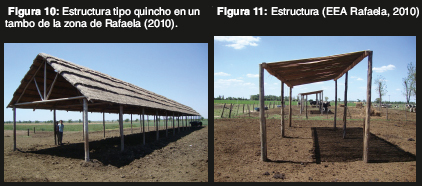 Figura 10: Estructura tipo quincho en un
tambo de la zona de Rafaela (2010).
Figura 11: Estructura (EEA Rafaela, 2010)